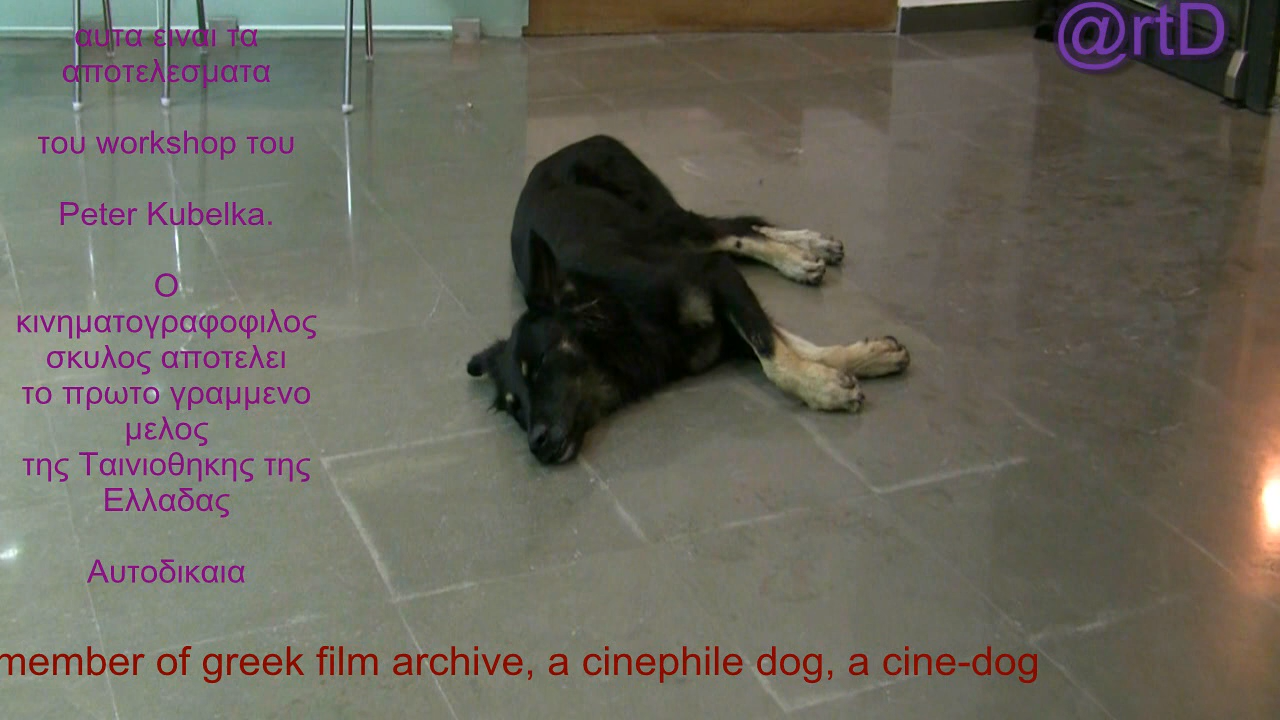 @rtD
αυτα ειναι τα
αποτελεσματα
του workshop του
Peter Kubelka.
Ο
κινηματογραφοφιλος
σκυλος αποτελει
το πρωτο γραμμενο
μελος
της Ταινιοθηκης της
Ελλαδας
Αυτοδικαια
member of greek film archive, a cinephile dog, a cine-dog